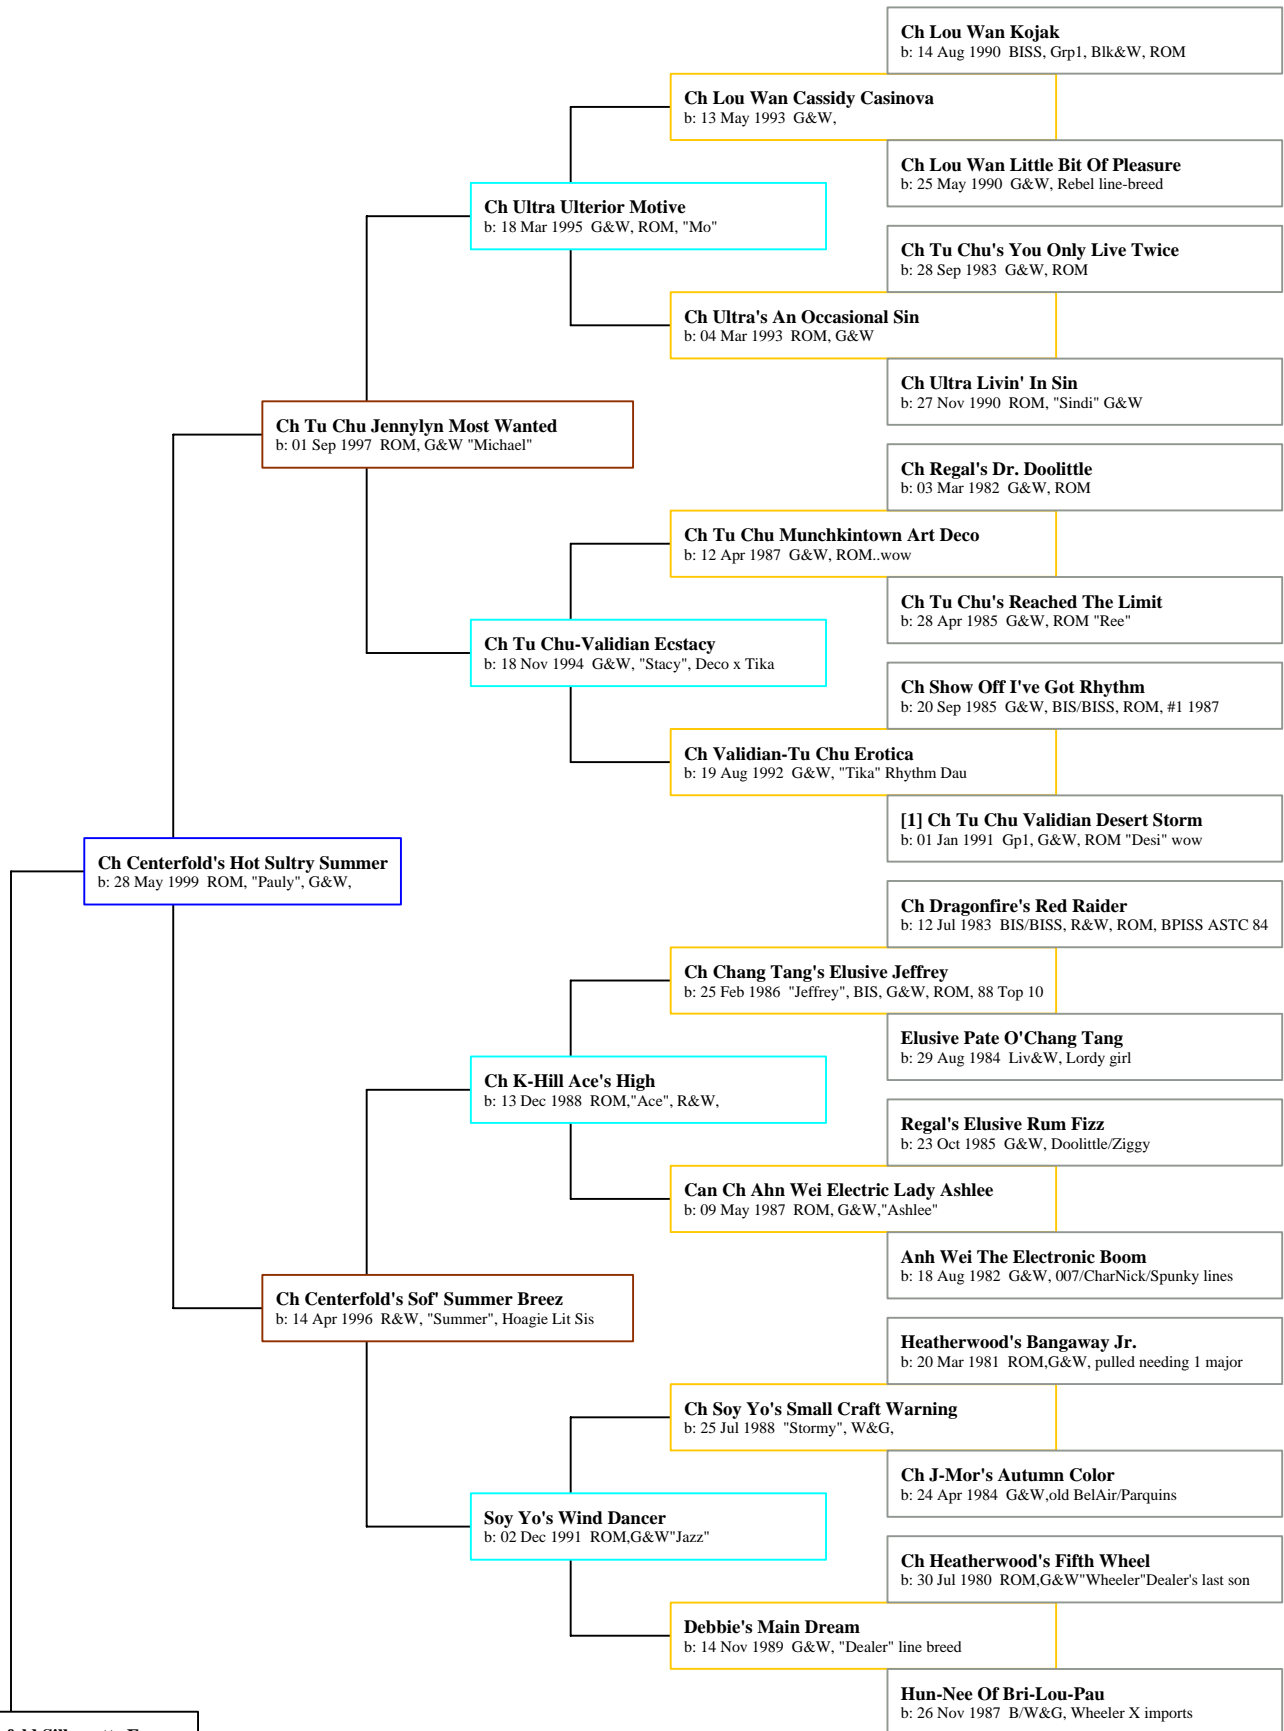 Ch Lou Wan Kojak
b: 14 Aug 1990 BISS, Grp1, Blk&W, ROM
Ch Lou Wan Cassidy Casinova
b: 13 May 1993 G&W,
Ch Lou Wan Little Bit Of Pleasure
b: 25 May 1990 G&W, Rebel line-breed
Ch Ultra Ulterior Motive
b: 18 Mar 1995 G&W, ROM, "Mo"
Ch Tu Chu's You Only Live Twice
b: 28 Sep 1983 G&W, ROM
Ch Ultra's An Occasional Sin
b: 04 Mar 1993 ROM, G&W
Ch Ultra Livin' In Sin
b: 27 Nov 1990 ROM, "Sindi" G&W
Ch Tu Chu Jennylyn Most Wanted
b: 01 Sep 1997 ROM, G&W "Michael"
Ch Regal's Dr. Doolittle
b: 03 Mar 1982 G&W, ROM
Ch Tu Chu Munchkintown Art Deco
b: 12 Apr 1987 G&W, ROM..wow
Ch Tu Chu's Reached The Limit
b: 28 Apr 1985 G&W, ROM "Ree"
Ch Tu Chu-Validian Ecstacy
b: 18 Nov 1994 G&W, "Stacy", Deco x Tika
Ch Show Off I've Got Rhythm
b: 20 Sep 1985 G&W, BIS/BISS, ROM, #1 1987
Ch Validian-Tu Chu Erotica
b: 19 Aug 1992 G&W, "Tika" Rhythm Dau
[1] Ch Tu Chu Validian Desert Storm
b: 01 Jan 1991 Gp1, G&W, ROM "Desi" wow
Ch Centerfold's Hot Sultry Summer
b: 28 May 1999 ROM, "Pauly", G&W,
Ch Dragonfire's Red Raider
b: 12 Jul 1983 BIS/BISS, R&W, ROM, BPISS ASTC 84
Ch Chang Tang's Elusive Jeffrey
b: 25 Feb 1986 "Jeffrey", BIS, G&W, ROM, 88 Top 10
Elusive Pate O'Chang Tang
b: 29 Aug 1984 Liv&W, Lordy girl
Ch K-Hill Ace's High
b: 13 Dec 1988 ROM,"Ace", R&W,
Regal's Elusive Rum Fizz
b: 23 Oct 1985 G&W, Doolittle/Ziggy
Can Ch Ahn Wei Electric Lady Ashlee
b: 09 May 1987 ROM, G&W,"Ashlee"
Anh Wei The Electronic Boom
b: 18 Aug 1982 G&W, 007/CharNick/Spunky lines
Ch Centerfold's Sof' Summer Breez
b: 14 Apr 1996 R&W, "Summer", Hoagie Lit Sis
Heatherwood's Bangaway Jr.
b: 20 Mar 1981 ROM,G&W, pulled needing 1 major
Ch Soy Yo's Small Craft Warning
b: 25 Jul 1988 "Stormy", W&G,
Ch J-Mor's Autumn Color
b: 24 Apr 1984 G&W,old BelAir/Parquins
Soy Yo's Wind Dancer
b: 02 Dec 1991 ROM,G&W"Jazz"
Ch Heatherwood's Fifth Wheel
b: 30 Jul 1980 ROM,G&W"Wheeler"Dealer's last son
Debbie's Main Dream
b: 14 Nov 1989 G&W, "Dealer" line breed
Hun-Nee Of Bri-Lou-Pau
b: 26 Nov 1987 B/W&G, Wheeler X imports